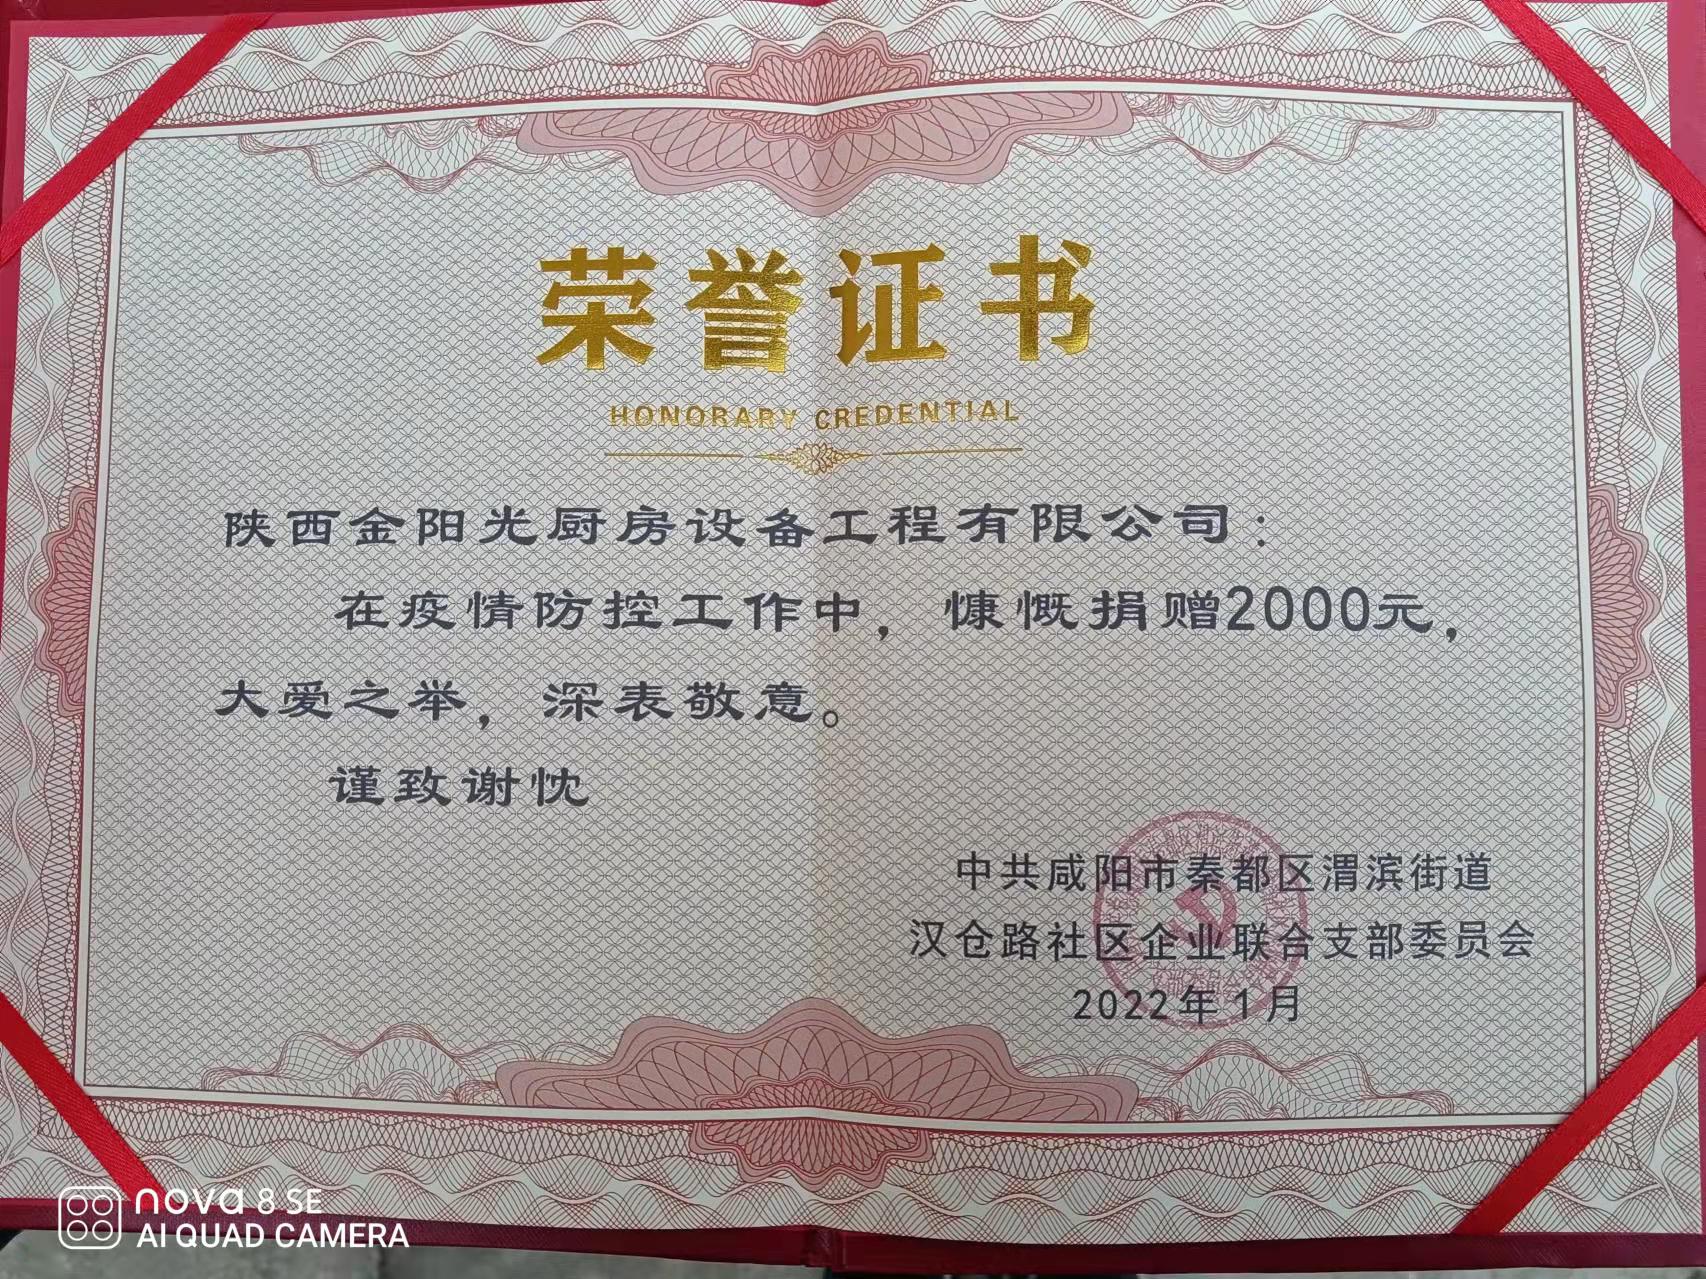 荣誉证书
HONORARY CREDENTIAL
陕西金阳光厨房设备工程有限公司：
在疫情防控工作中，慷慨捐赠2000元，
大爱之举，深表敬意。
谨致谢忱
中共咸阳市秦都区渭滨街道
汉仓路社区企业联合支部委员会
2022年1月
nova 8 SE
AI QUAD CAMERA